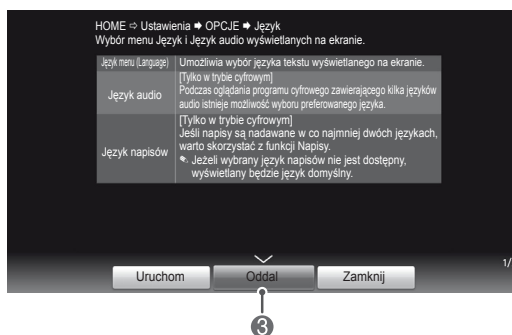 HOME ⇨ Ustawienia ➡ OPCJE ➡ Język
Wybór menu Język i Język audio wyświetlanych na ekranie.
Język menu (Language) Umożliwia wybór języka tekstu wyświetlanego na ekranie.
Język audio
[Tylko w trybie cyfrowym]
Podczas oglądania programu cyfrowego zawierającego kilka języków
audio istnieje możliwość wyboru preferowanego języka.
Język napisów
[Tylko w trybie cyfrowym]
Jeśli napisy są nadawane w co najmniej dwóch językach,
warto skorzystać z funkcji Napisy.
Jeżeli wybrany język napisów nie jest dostępny,
wyświetlany będzie język domyślny.
1/
Uruchom Oddal Zamknij
3